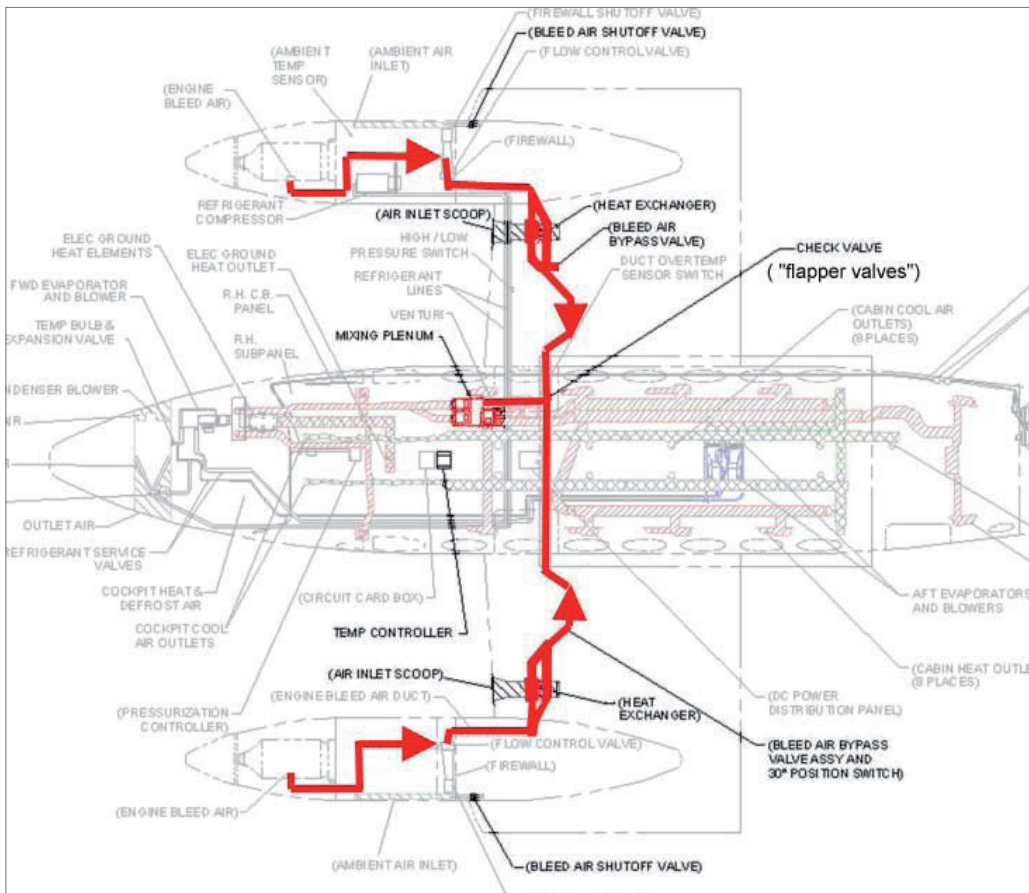 (FIREWALL SHUTOFF VALVE)
(BLEED AIR SHUTOFF VALVE)
(FLOW CONTROL VALVE)
(AMBIENT
TEMP
SENSOR)
(AMBIENT AIR
INLET)
(ENGINE
BLEED AIR)
(FIREWALL)
REFRIGERANT
COMPRESSOR
(AIR INLET SCOOP)
(HEAT EXCHANGER)
(BLEED AIR
BYPASS VALVE)
ELEC GROUND
HEAT ELEMENTS
ELEC GROUND
HEAT OUTLET
HIGH / LOW
PRESSURE SWITCH
DUCT OVERTEMP
SENSOR SWITCH
CHECK VALVE
( "flapper valves")
FWD EVAPORATOR
AND BLOWER
R.H. C.B.
PANEL
REFRIGERANT
LINES
TEMP BULB &
EXPANSION VALVE
R.H.
SUBPANEL
VENTURI
MIXING PLENUM
(CABIN COOL AIR
OUTLETS)
(8 PLACES)
NDENSER BLOWER
AIR
OUTLET AIR
REFRIGERANT SERVICE
VALVES
COCKPIT HEAT &
DEFROST AIR
(CIRCUIT CARD BOX)
AFT EVAPORATORS
AND BLOWERS
COCKPIT COOL
AIR OUTLETS
TEMP CONTROLLER
(AIR INLET SCOOP)
(CABIN HEAT OUTLE
(8 PLACES)
(ENGINE BLEED AIR DUCT)
(HEAT
EXCHANGER)
(DC POWER
DISTRIBUTION PANEL)
(PRESSURIZATION
CONTROLLER)
(FLOW CONTROL VALVE)
(FIREWALL)
(BLEED AIR BYPASS
VALVE ASSY AND
30° POSITION SWITCH)
(ENGINE BLEED AIR)
(AMBIENT AIR INLET)
(BLEED AIR SHUTOFF VALVE)